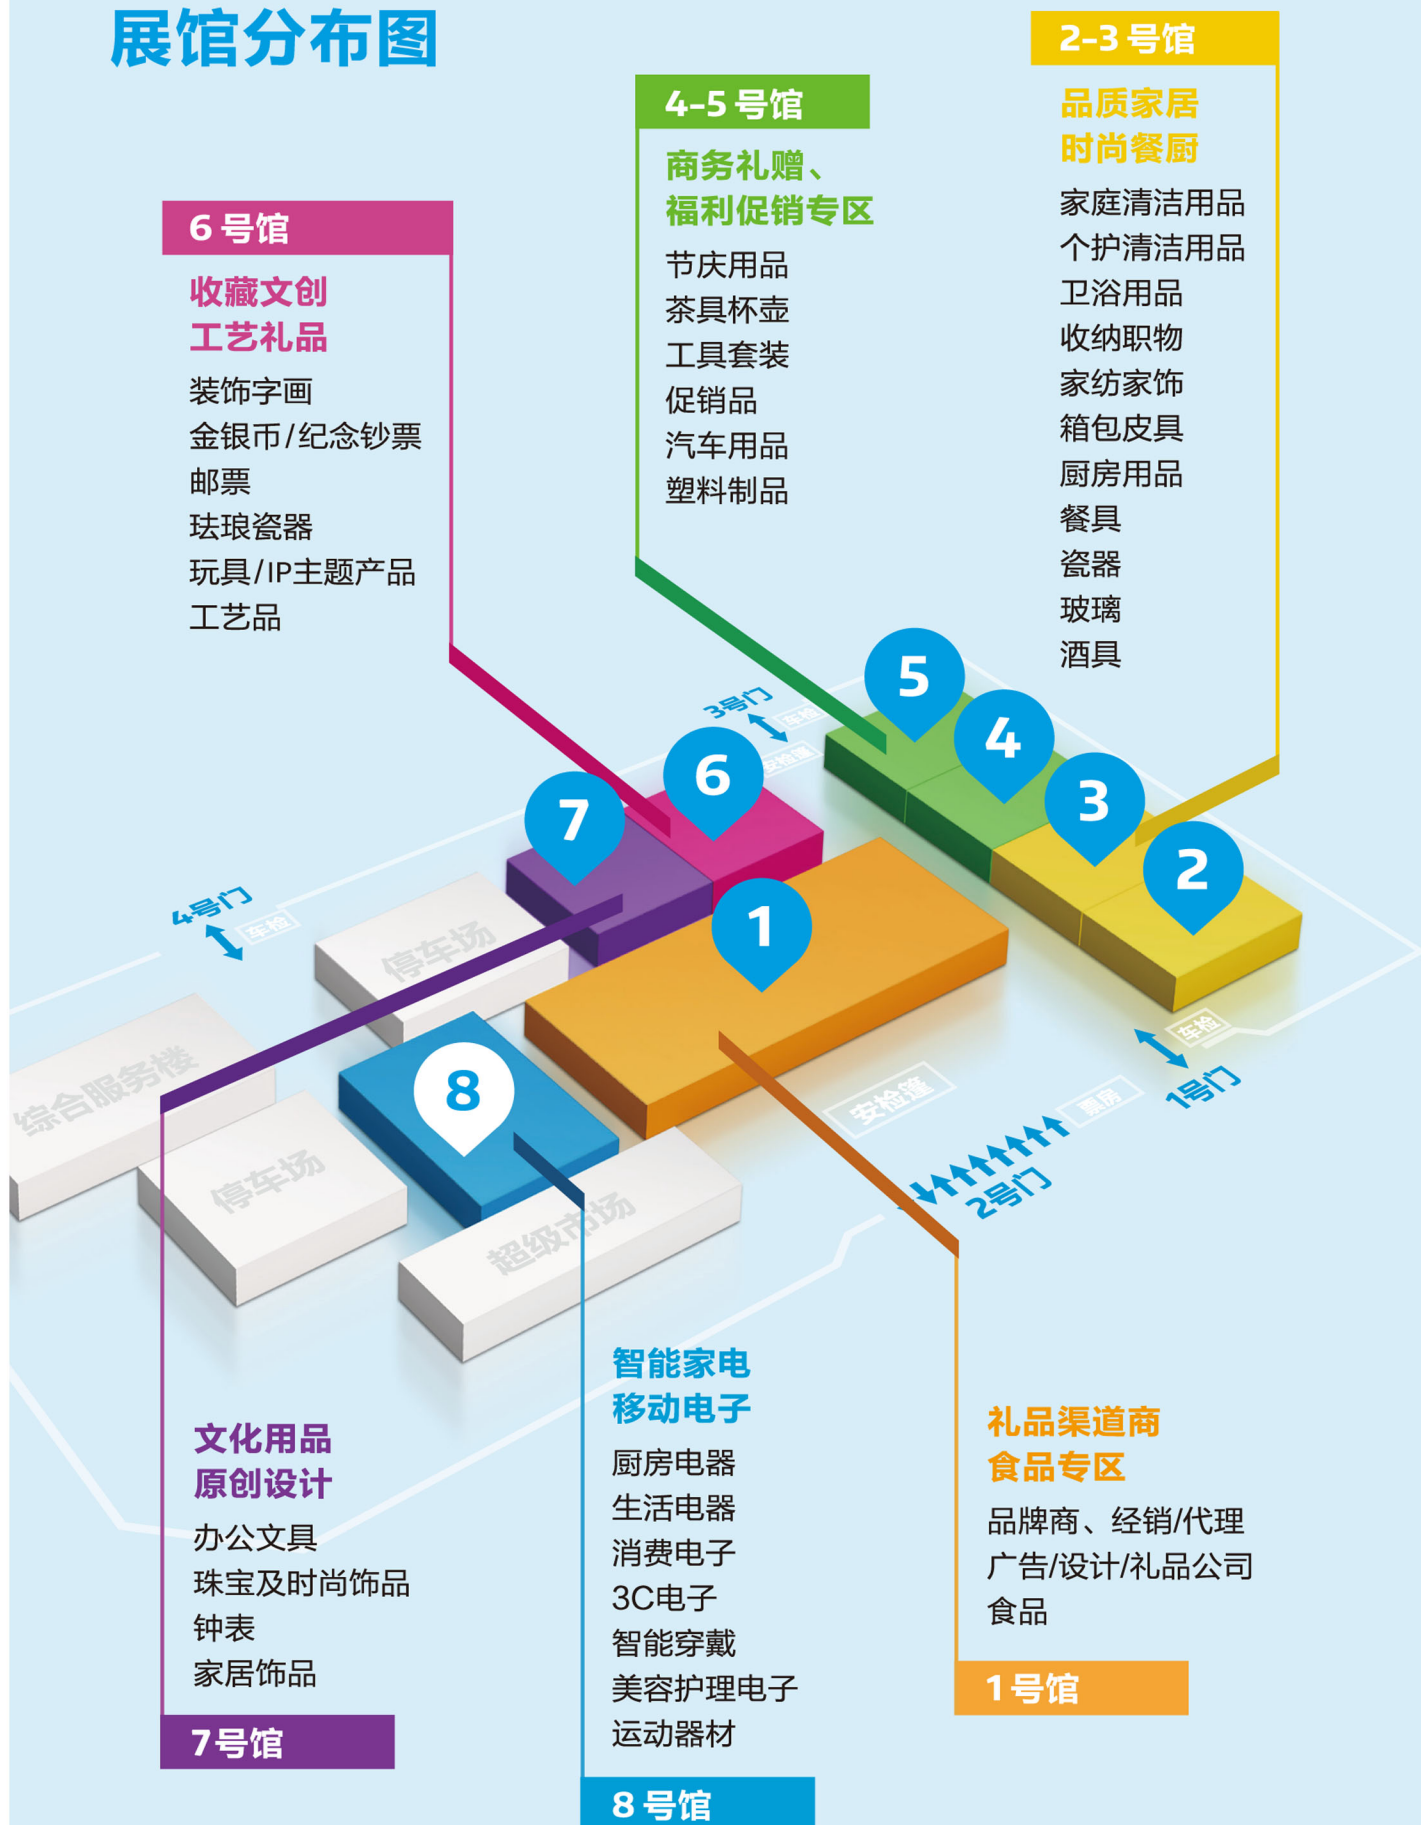 展馆分布图
6号馆
收藏文创
工艺礼品
装饰字画
金银币/纪念钞票
邮票
珐琅瓷器
玩具/IP主题产品
工艺品
4-5号馆
商务礼赠、
福利促销专区
节庆用品
茶具杯壶
工具套装
促销品
汽车用品
塑料制品
2-3号馆
品质家居
时尚餐厨
家庭清洁用品
个护清洁用品
卫浴用品
收纳职物
家纺家饰
箱包皮具
厨房用品
餐具
瓷器
玻璃
酒具
3号门
车检
安检篷
5
4
3
2
6
7
1
8
4号门
车检
停车场
综合服务楼
停车场
超级市场
安检篷
票房
车检
1号门
2号门
文化用品
原创设计
办公文具
珠宝及时尚饰品
钟表
家居饰品
7号馆
智能家电
移动电子
厨房电器
生活电器
消费电子
3C电子
智能穿戴
美容护理电子
运动器材
8号馆
礼品渠道商
食品专区
品牌商、经销/代理
广告/设计/礼品公司
食品
1号馆